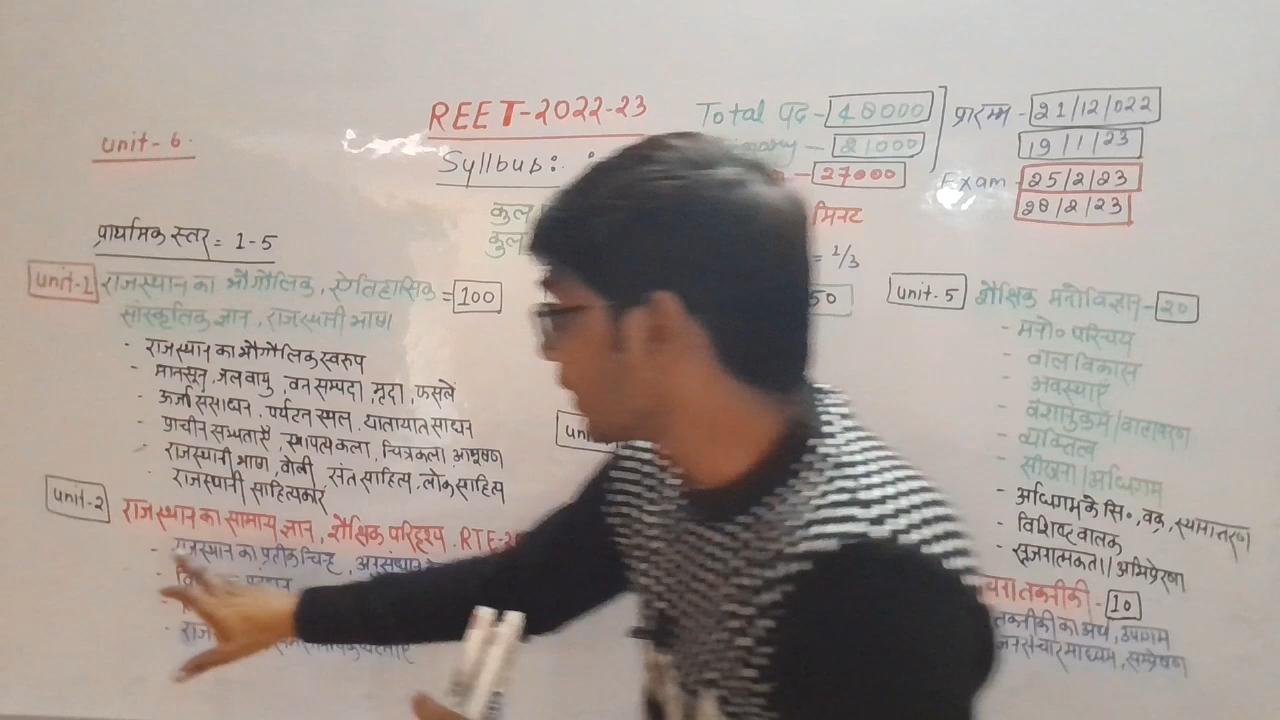 REET-2022-23
Syllbus:
Total पद - 48000
21000
27000
प्रारम्भ - 21/12/022
19/1/23
Exam - 25/2/23
28/2/23
unit-6.
कुल
कुल
मिनट
= 1/3
50
प्राथमिक स्तर = 1-5
unit-1 राजस्थान का भौगोलिक, ऐतिहासिक = 100
सांस्कृतिक ज्ञान, राजस्थानी भाषा
- राजस्थान का भौगौलिक स्वरूप
- मानसून, जलवायु, वन सम्पदा, मृदा, फसलें
- ऊर्जा संसाधन, पर्यटन स्थल, यातायात साधन
- प्राचीन सभ्यताऐं, स्थापत्य कला, चित्रकला, आभूषण
- राजस्थानी भाषा, बोली, संत साहित्य, लोक साहित्य
- राजस्थानी साहित्यकार
unit-2 राजस्थान का सामान्य ज्ञान, शैक्षिक परिदृश्य. RTE-2
- राजस्थान का प्रतीक चिन्ह, अनुसंधान
unit-5 शैक्षिक मनोविज्ञान - 20
- मनो० परिचय
- बाल विकास
- अवस्थाएँ
- वंशानुक्रम/वातावरण
- व्यक्तित्व
- सीखना/अधिगम
- अधिगम के सि०, वक्र, स्थानान्तरण
- विशिष्ट बालक
- सृजनात्मकता/अभिप्रेरणा
तकनीकी - 10
तकनीकी का अर्थ, उपागम
जनसंचार माध्यम, सम्प्रेषण